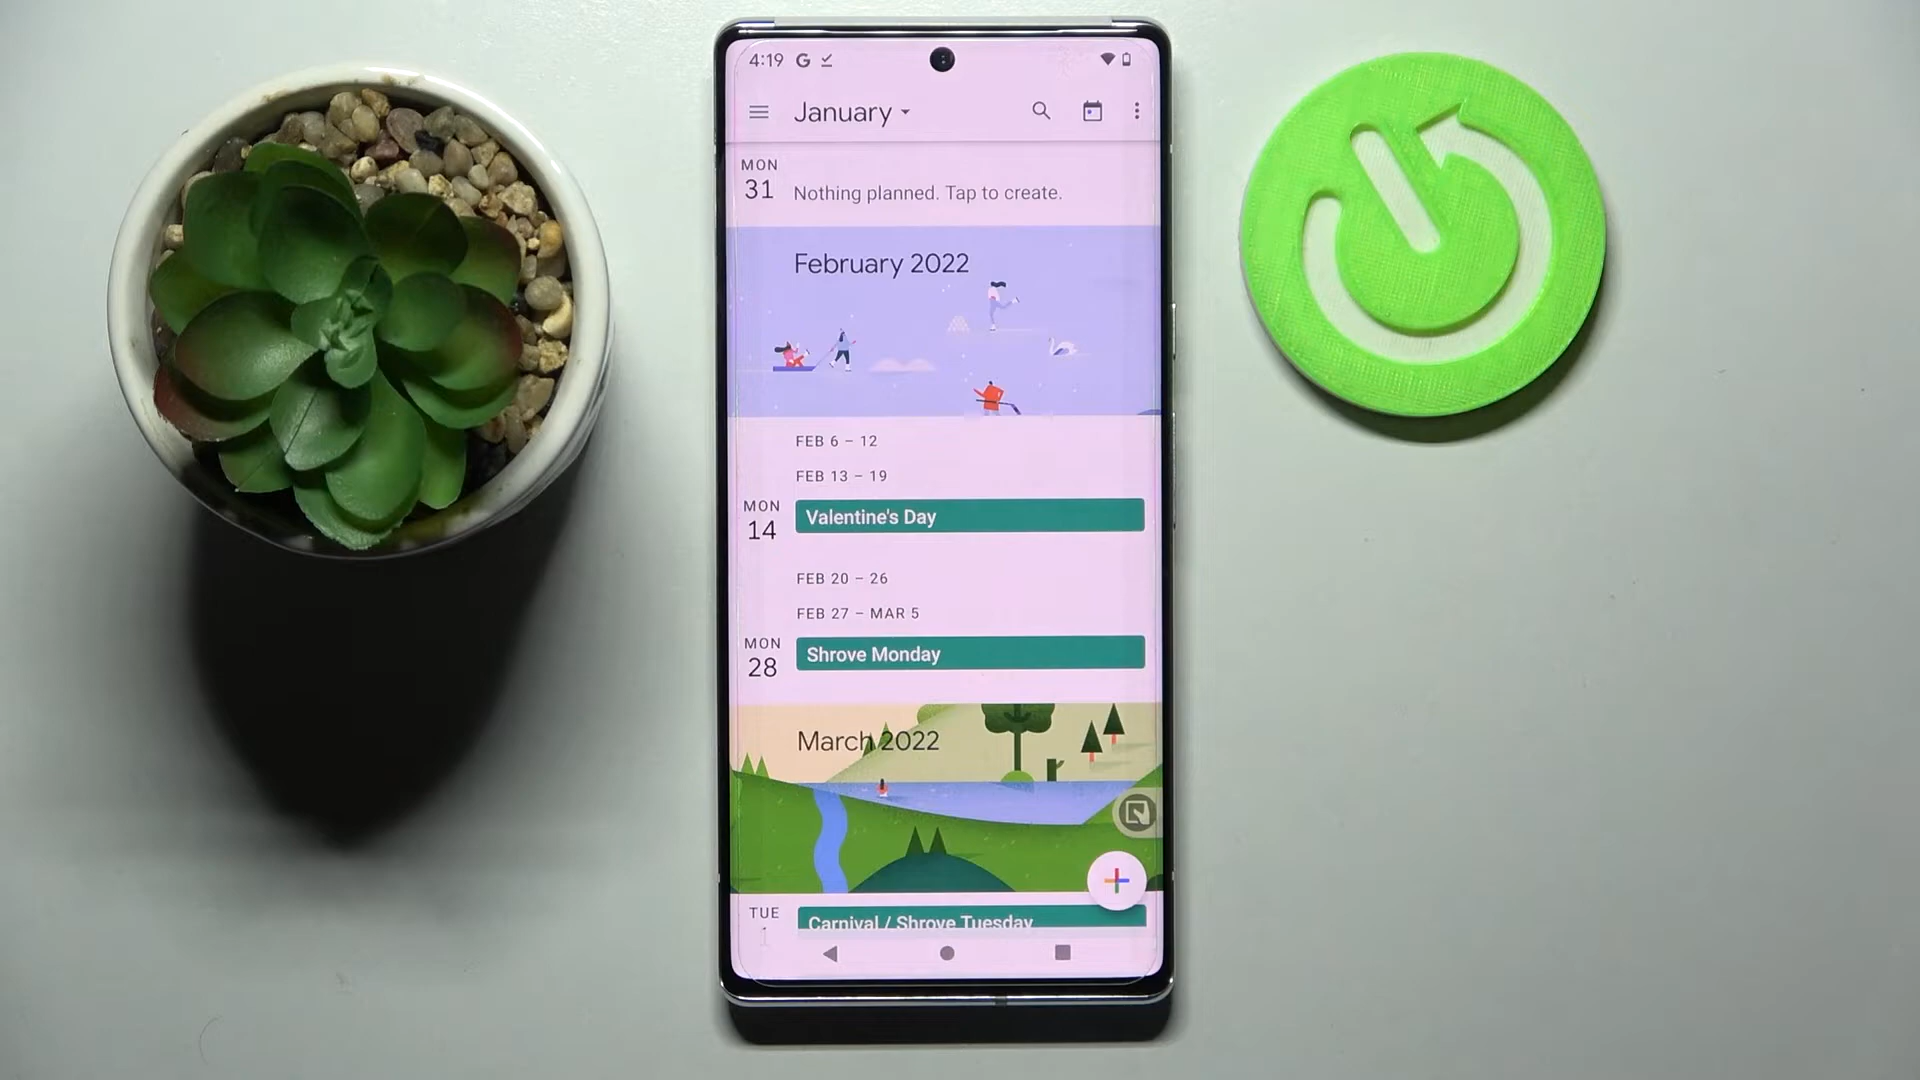 4:19 G
January
MON
31
Nothing planned. Tap to create.
February 2022
FEB 6 – 12
FEB 13 – 19
MON
14
Valentine's Day
FEB 20 – 26
FEB 27 – MAR 5
MON
28
Shrove Monday
March 2022
TUE
1
Carnival / Shrove Tuesday